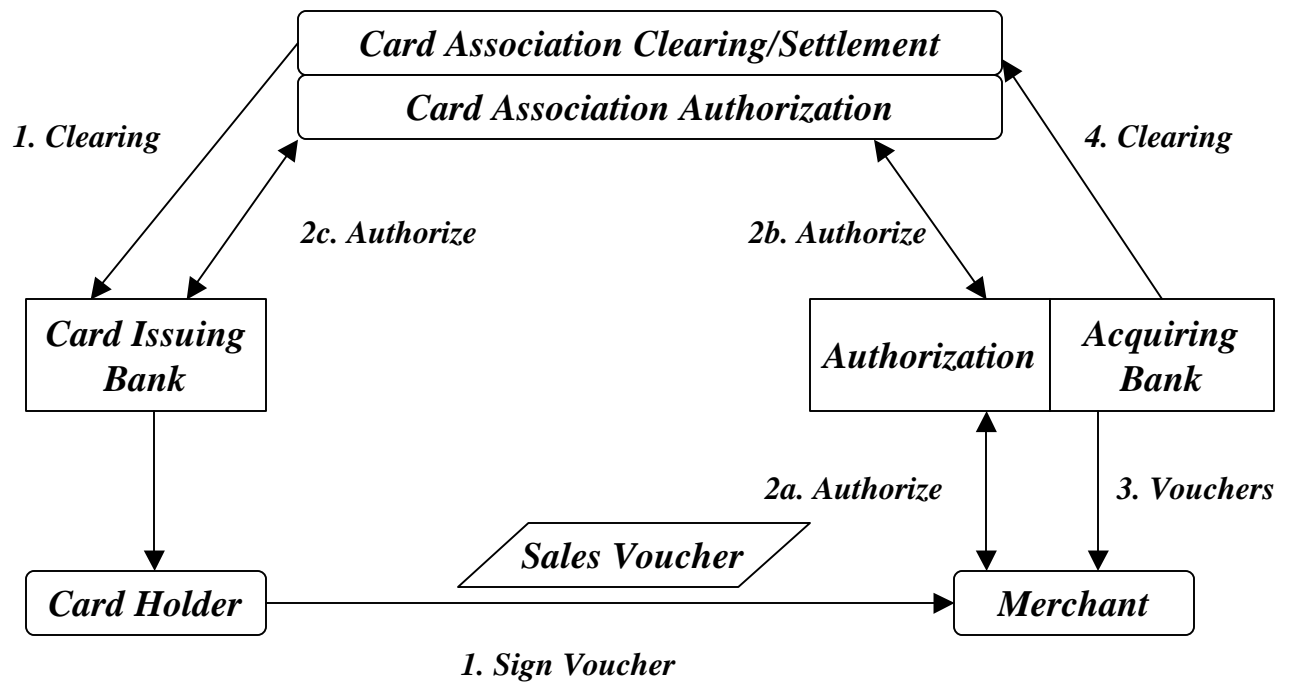 Card Association Clearing/Settlement
Card Association Authorization
1. Clearing
4. Clearing
2c. Authorize
2b. Authorize
Card Issuing
Bank
Authorization
Acquiring
Bank
2a. Authorize
3. Vouchers
Sales Voucher
Card Holder
Merchant
1. Sign Voucher